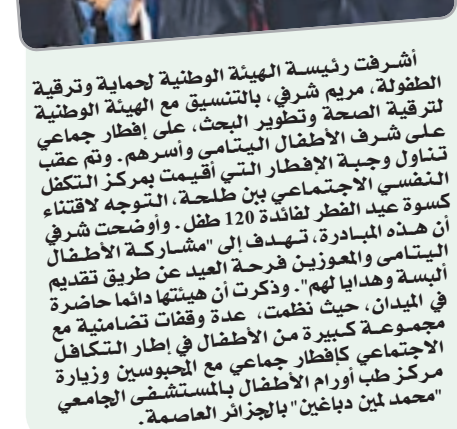 أشرفت رئيسة الهيئة الوطنية لحماية وترقية
الطفولة، مريم شرفي، بالتنسيق مع الهيئة الوطنية
لترقية الصحة وتطوير البحث، على إفطار جماعي
على شرف الأطفال اليتامى وأسرهم. وتم عقب
تناول وجبة الإفطار التي أقيمت بمركز التكفل
النفسي الاجتماعي ببن طلحة، التوجه لاقتناء
كسوة عيد الفطر لفائدة 120 طفل. وأوضحت شرفي
أن هذه المبادرة، تهدف إلى "مشاركة الأطفال
اليتامى والمعوزين فرحة العيد عن طريق تقديم
ألبسة وهدايا لهم". وذكرت أن هيئتها دائما حاضرة
في الميدان، حيث نظمت، عدة وقفات تضامنية مع
مجموعة كبيرة من الأطفال في إطار التكافل
الاجتماعي كإفطار جماعي مع المحبوسين وزيارة
مركز طب أورام الأطفال بالمستشفى الجامعي
"محمد لمين دباغين" بالجزائر العاصمة.